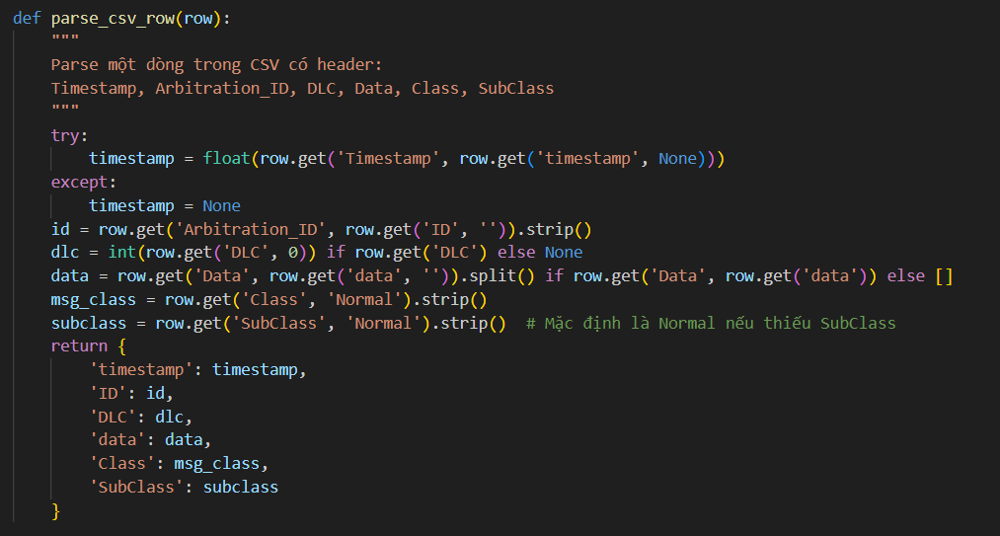 def parse_csv_row(row):
    """
    Parse một dòng trong CSV có header:
    Timestamp, Arbitration_ID, DLC, Data, Class, SubClass
    """
    try:
        timestamp = float(row.get('Timestamp', row.get('timestamp', None)))
    except:
        timestamp = None
    id = row.get('Arbitration_ID', row.get('ID', '')).strip()
    dlc = int(row.get('DLC', 0)) if row.get('DLC') else None
    data = row.get('Data', row.get('data', '')).split() if row.get('Data', row.get('data')) else []
    msg_class = row.get('Class', 'Normal').strip()
    subclass = row.get('SubClass', 'Normal').strip()  # Mặc định là Normal nếu thiếu SubClass
    return {
        'timestamp': timestamp,
        'ID': id,
        'DLC': dlc,
        'data': data,
        'Class': msg_class,
        'SubClass': subclass
    }